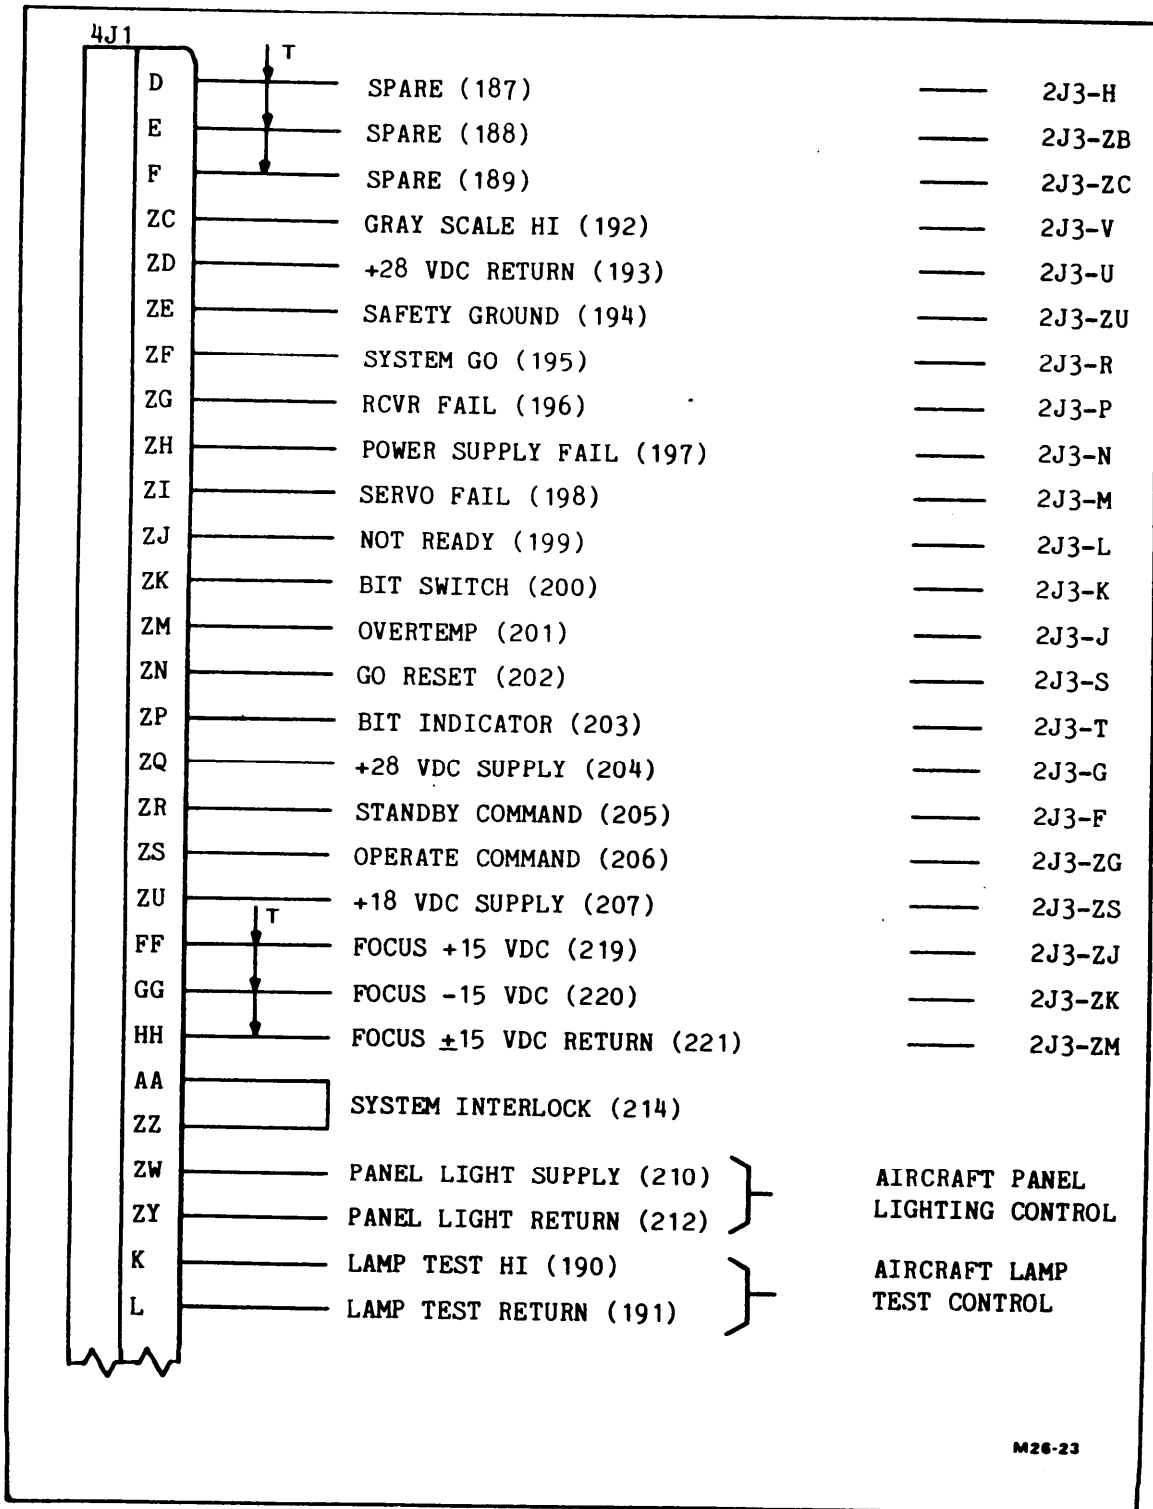 4J1
T
D SPARE (187) 2J3-H
E SPARE (188) 2J3-ZB
F SPARE (189) 2J3-ZC
ZC GRAY SCALE HI (192) 2J3-V
ZD +28 VDC RETURN (193) 2J3-U
ZE SAFETY GROUND (194) 2J3-ZU
ZF SYSTEM GO (195) 2J3-R
ZG RCVR FAIL (196) 2J3-P
ZH POWER SUPPLY FAIL (197) 2J3-N
ZI SERVO FAIL (198) 2J3-M
ZJ NOT READY (199) 2J3-L
ZK BIT SWITCH (200) 2J3-K
ZM OVERTEMP (201) 2J3-J
ZN GO RESET (202) 2J3-S
ZP BIT INDICATOR (203) 2J3-T
ZQ +28 VDC SUPPLY (204) 2J3-G
ZR STANDBY COMMAND (205) 2J3-F
ZS OPERATE COMMAND (206) 2J3-ZG
ZU +18 VDC SUPPLY (207) 2J3-ZS
T
FF FOCUS +15 VDC (219) 2J3-ZJ
GG FOCUS -15 VDC (220) 2J3-ZK
HH FOCUS ±15 VDC RETURN (221) 2J3-ZM
AA
SYSTEM INTERLOCK (214)
ZZ
ZW PANEL LIGHT SUPPLY (210) AIRCRAFT PANEL
ZY PANEL LIGHT RETURN (212) LIGHTING CONTROL
K LAMP TEST HI (190) AIRCRAFT LAMP
L LAMP TEST RETURN (191) TEST CONTROL
M26-23